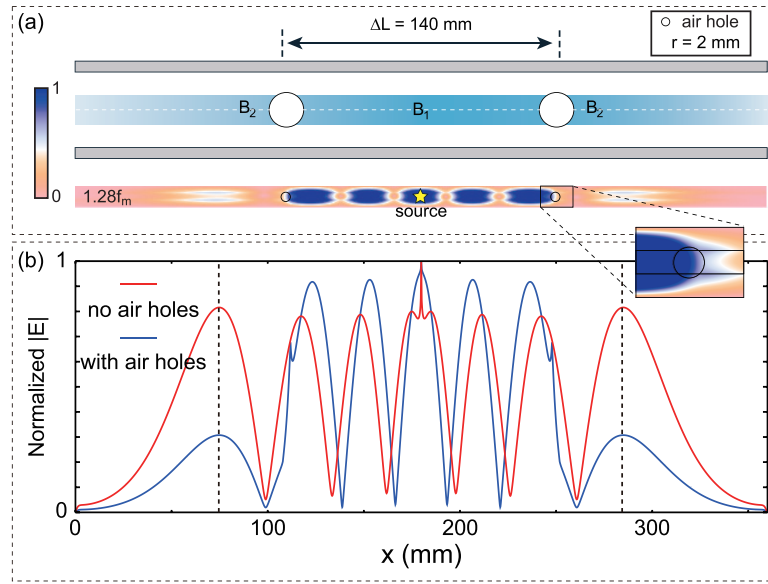 (a)
ΔL = 140 mm
air hole
r = 2 mm
1
0
B₂
B₁
B₂
1.28fₘ
source
(b)
Normalized |E|
1
0
no air holes
with air holes
0
100
200
300
x (mm)